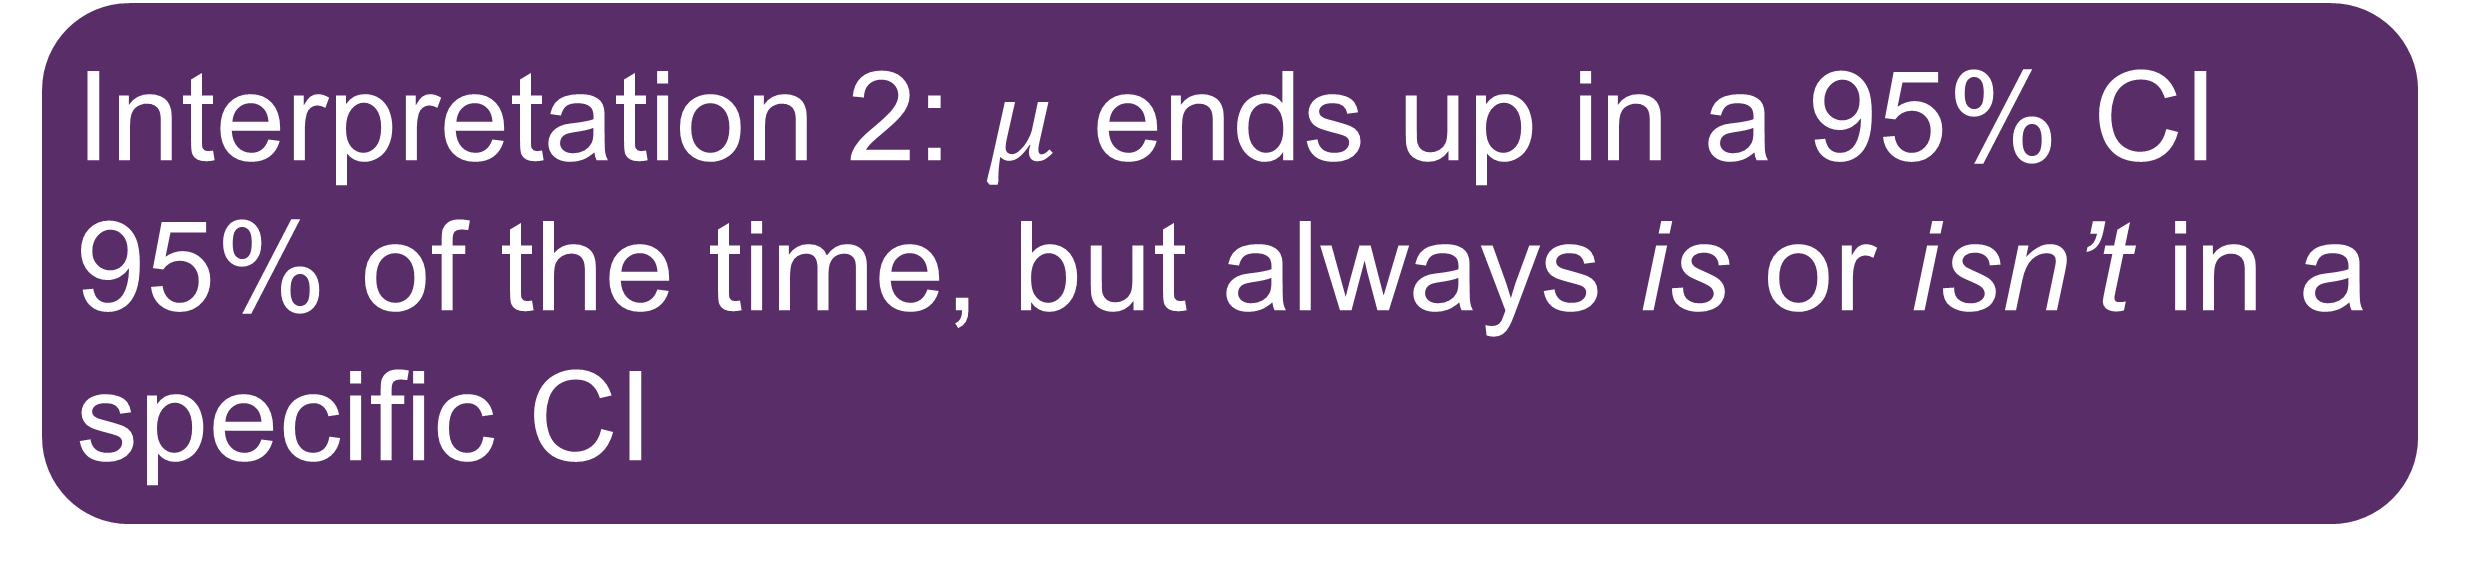 Interpretation 2: μ ends up in a 95% CI
95% of the time, but always is or isn’t in a
specific CI